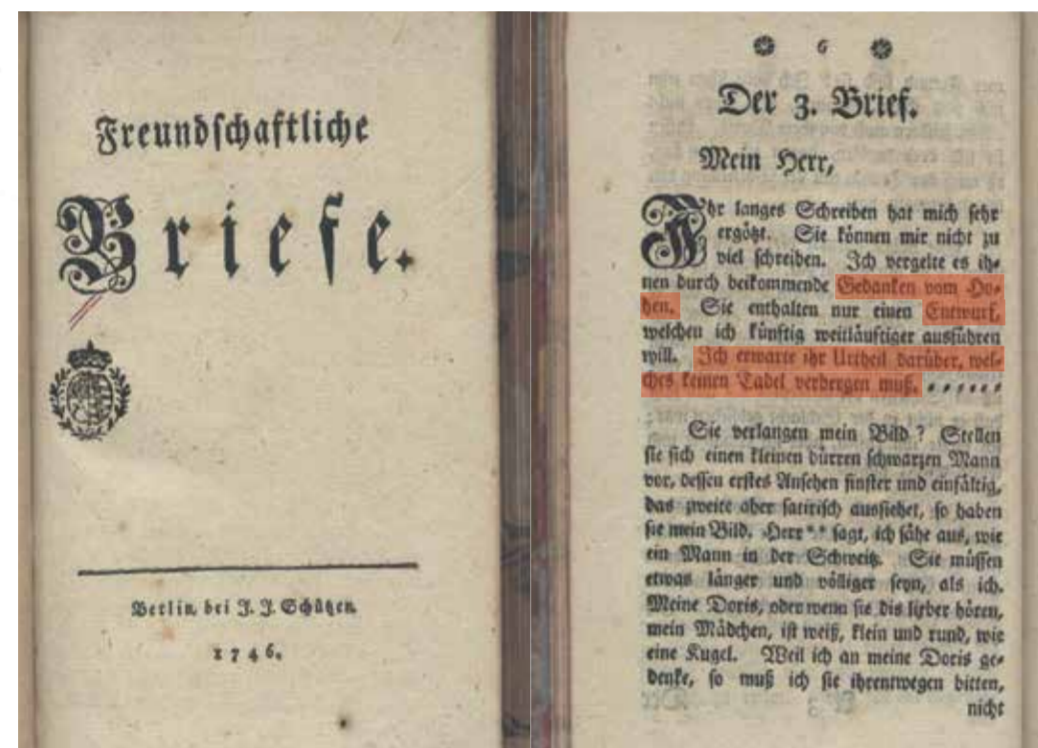 Freundschaftliche
Briefe.
Berlin, bei J. J. Schützen.
1746.
6
Der 3. Brief.
Mein Herr,
Ihr langes Schreiben hat mich sehr
ergötzt. Sie können mir nicht zu
viel schreiben. Ich vergelte es ih-
nen durch beikommende Gedanken vom Ho-
hen. Sie enthalten nur einen Entwurf,
welchen ich künftig weitläuftiger ausführen
will. Ich erwarte ihr Urtheil darüber, wel-
ches keinen Tadel verbergen muß. * * * * * *
Sie verlangen mein Bild? Stellen
sie sich einen kleinen dürren schwarzen Mann
vor, dessen erstes Ansehen finster und einfältig,
das zweite aber satirisch aussiehet, so haben
sie mein Bild. Herr ** sagt, ich sähe aus, wie
ein Mann in der Schweitz. Sie müssen
etwas länger und völliger seyn, als ich.
Meine Doris, oder wenn sie dis lieber hören,
mein Mädchen, ist weiß, klein und rund, wie
eine Kugel. Weil ich an meine Doris ge-
denke, so muß ich sie ihrentwegen bitten,
nicht